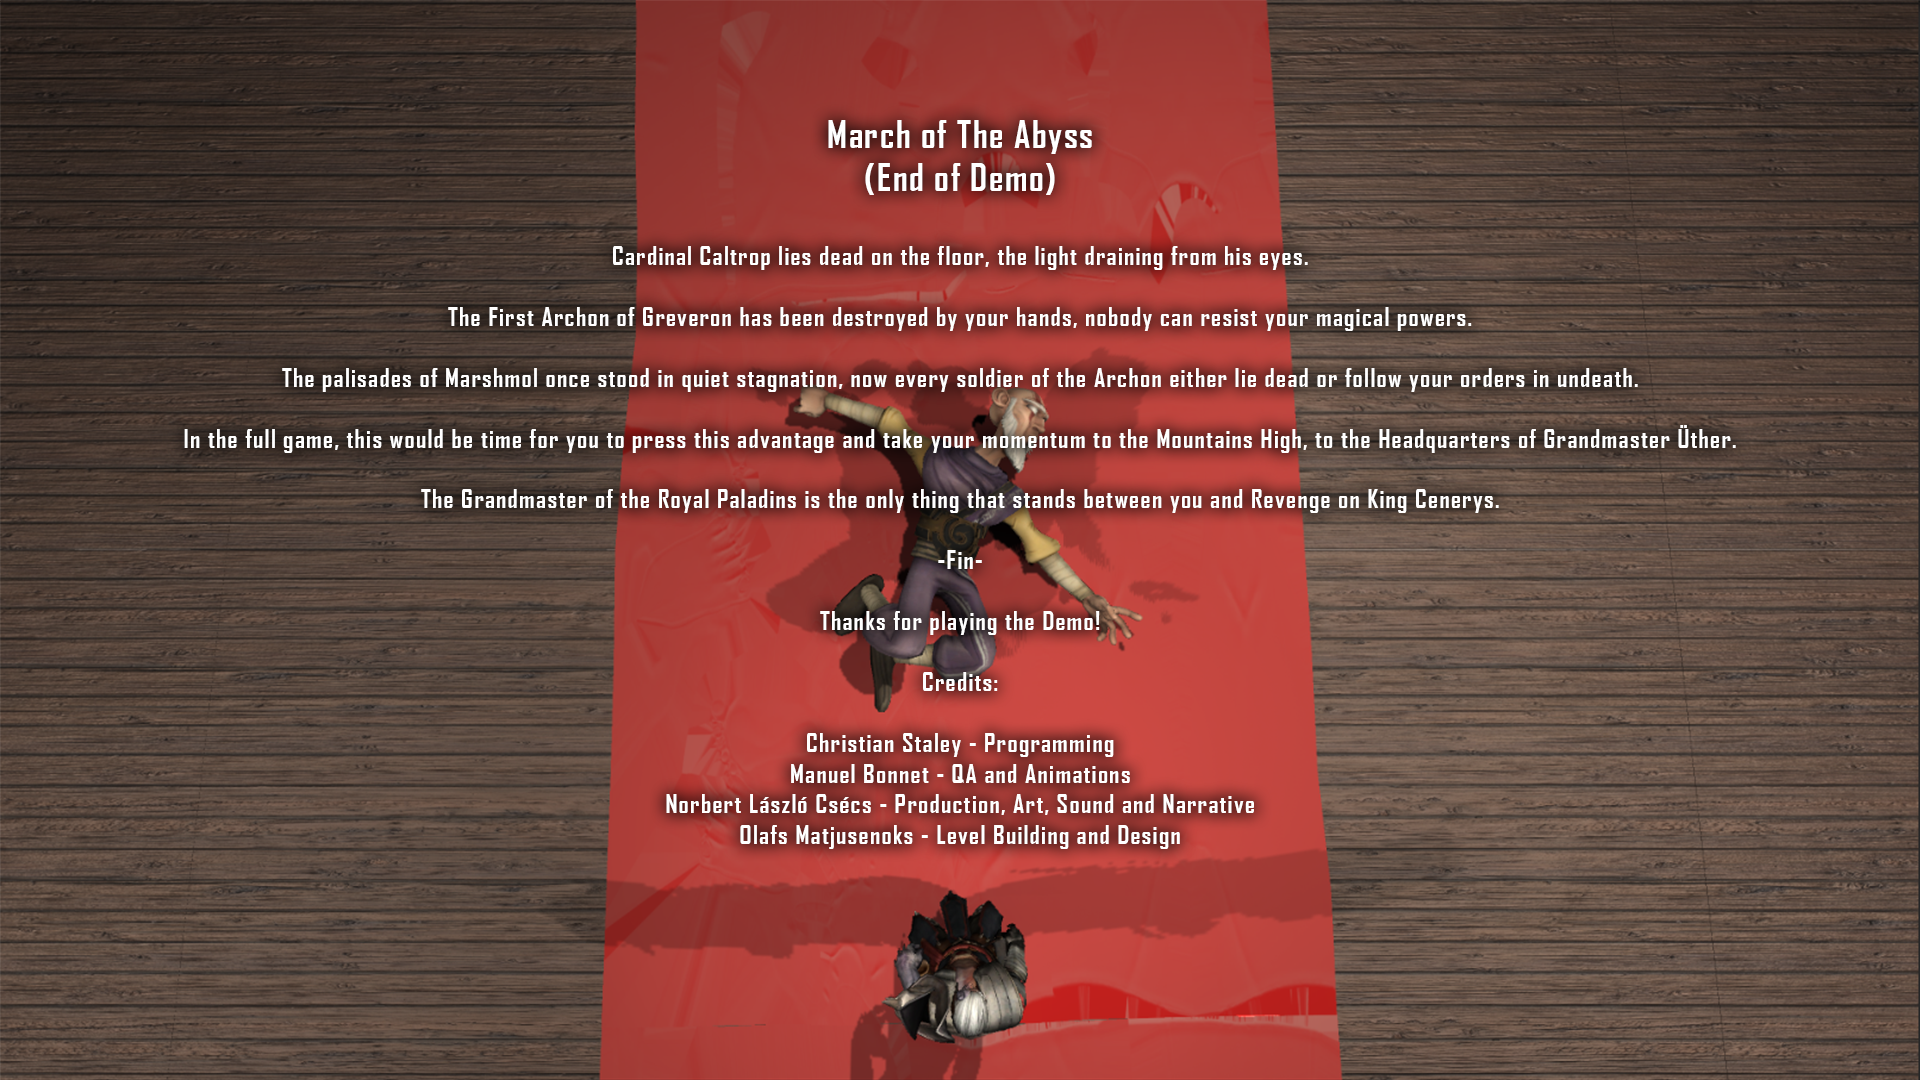 March of The Abyss
(End of Demo)
Cardinal Caltrop lies dead on the floor, the light draining from his eyes.
The First Archon of Greveron has been destroyed by your hands, nobody can resist your magical powers.
The palisades of Marshmol once stood in quiet stagnation, now every soldier of the Archon either lie dead or follow your orders in undeath.
In the full game, this would be time for you to press this advantage and take your momentum to the Mountains High, to the Headquarters of Grandmaster Üther.
The Grandmaster of the Royal Paladins is the only thing that stands between you and Revenge on King Cenerys.
-Fin-
Thanks for playing the Demo!
Credits:
Christian Staley - Programming
Manuel Bonnet - QA and Animations
Norbert László Csécs - Production, Art, Sound and Narrative
Olafs Matjusenoks - Level Building and Design